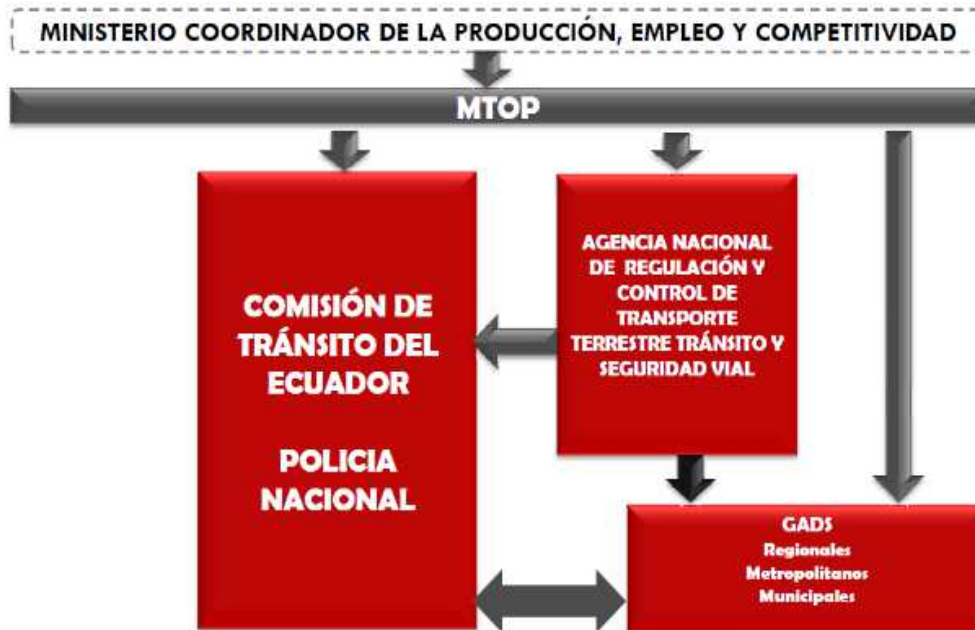 MINISTERIO COORDINADOR DE LA PRODUCCIÓN, EMPLEO Y COMPETITIVIDAD
MTOP
COMISIÓN DE
TRÁNSITO DEL
ECUADOR
POLICIA
NACIONAL
AGENCIA NACIONAL
DE REGULACIÓN Y
CONTROL DE
TRANSPORTE
TERRESTRE TRÁNSITO Y
SEGURIDAD VIAL
GADS
Regionales
Metropolitanos
Municipales